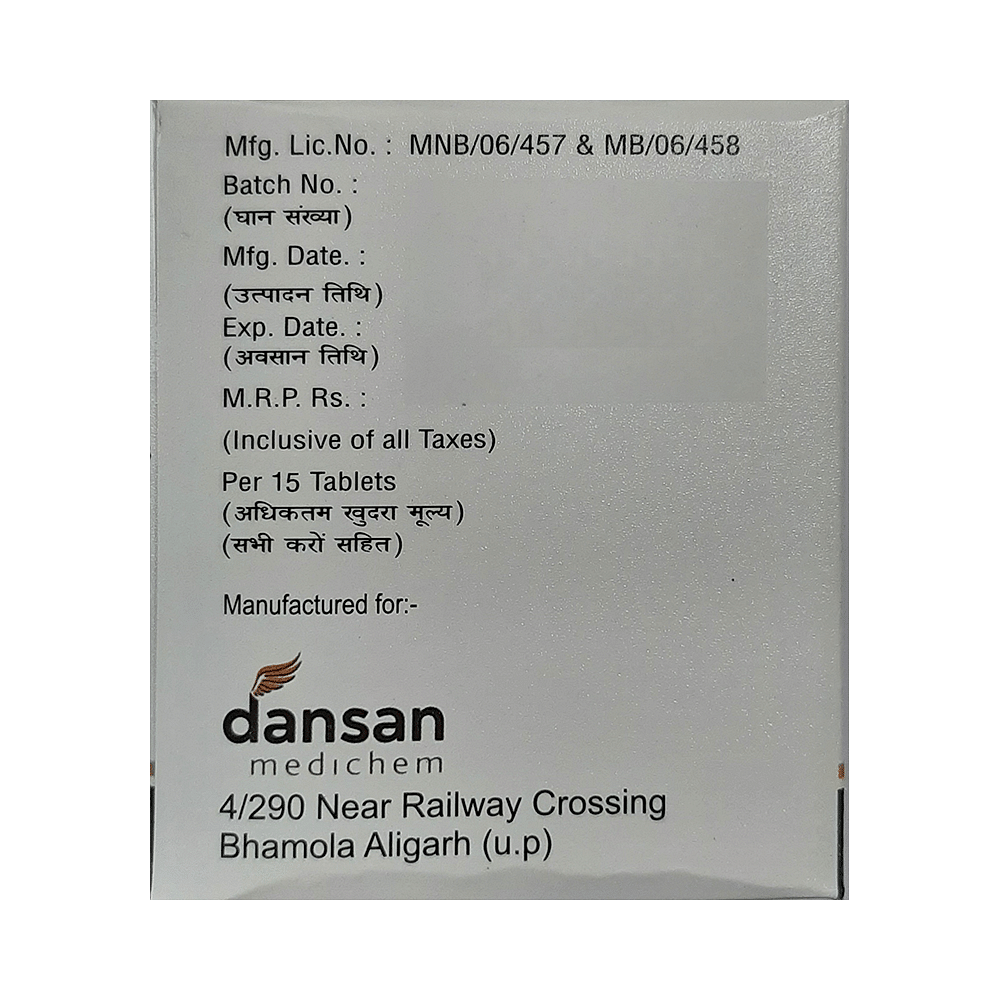 Mfg. Lic.No. : MNB/06/457 & MB/06/458
Batch No. :
(घान संख्या)
Mfg. Date. :
(उत्पादन तिथि)
Exp. Date. :
(अवसान तिथि)
M.R.P. Rs. :
(Inclusive of all Taxes)
Per 15 Tablets
(अधिकतम खुदरा मूल्य)
(सभी करों सहित)
Manufactured for:-
dansan
medichem
4/290 Near Railway Crossing
Bhamola Aligarh (u.p)